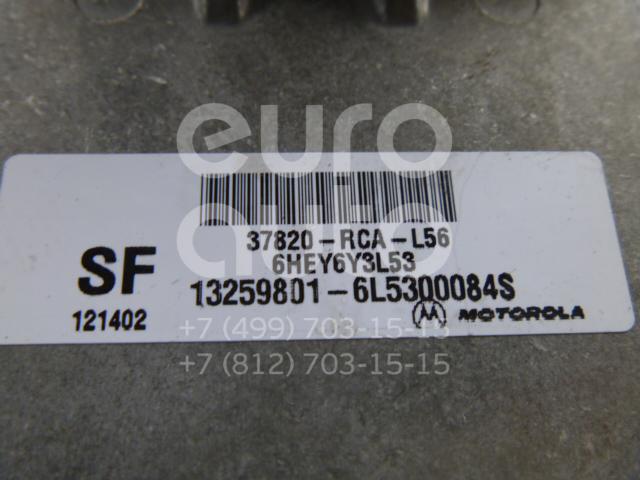 euro
auto
37820-RCA-L56
6HEY6Y3L53
SF
13259801-6L5300084S
121402
MOTOROLA
+7 (499) 703-15-15
+7 (812) 703-15-15